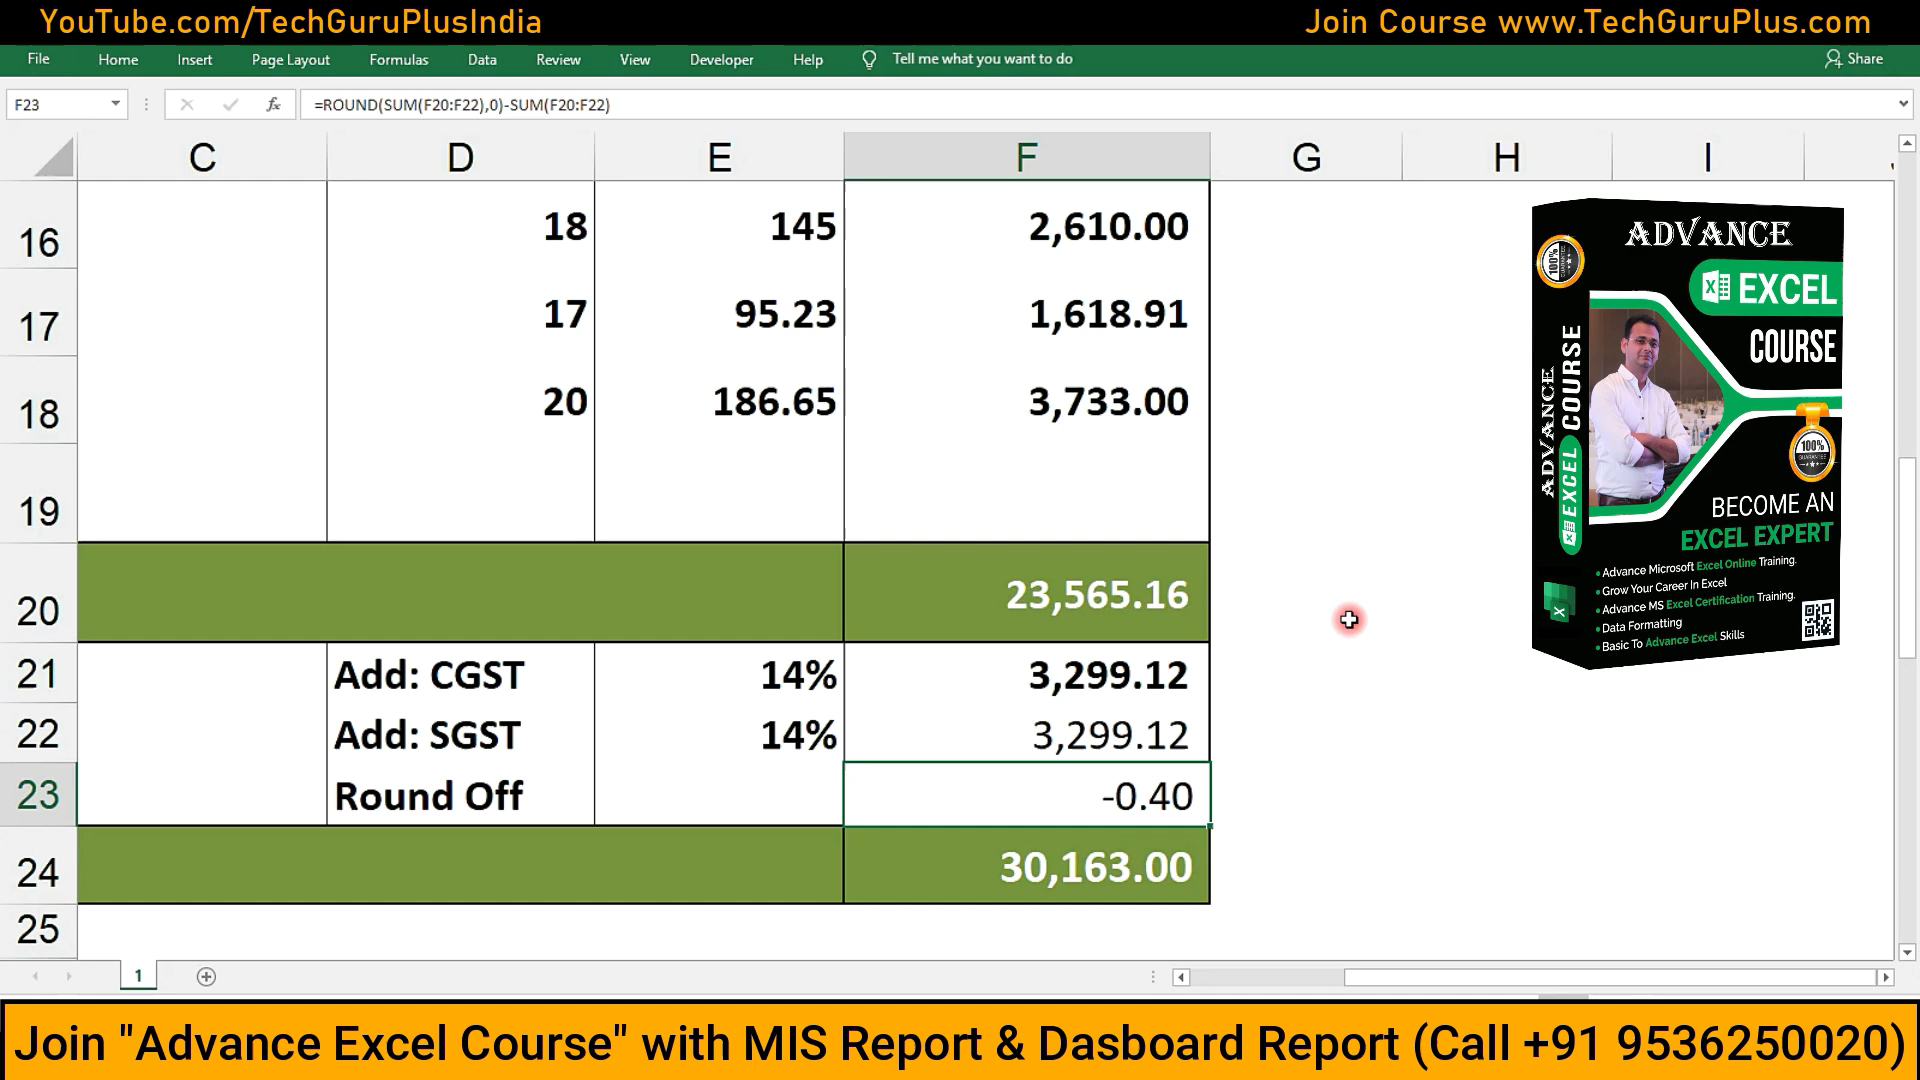 YouTube.com/TechGuruPlusIndia
Join Course www.TechGuruPlus.com
File Home Insert Page Layout Formulas Data Review View Developer Help Tell me what you want to do Share
F23 fx =ROUND(SUM(F20:F22),0)-SUM(F20:F22)
C D E F G H I
16 18 145 2,610.00
17 17 95.23 1,618.91
18 20 186.65 3,733.00
19
20 23,565.16
21 Add: CGST 14% 3,299.12
22 Add: SGST 14% 3,299.12
23 Round Off -0.40
24 30,163.00
25
1
ADVANCE
EXCEL
COURSE
100%
ADVANCE EXCEL COURSE
100%
BECOME AN
EXCEL EXPERT
• Advance Microsoft Excel Online Training.
• Grow Your Career In Excel
• Advance MS Excel Certification Training.
• Data Formatting
• Basic To Advance Excel Skills
Join "Advance Excel Course" with MIS Report & Dasboard Report (Call +91 9536250020)